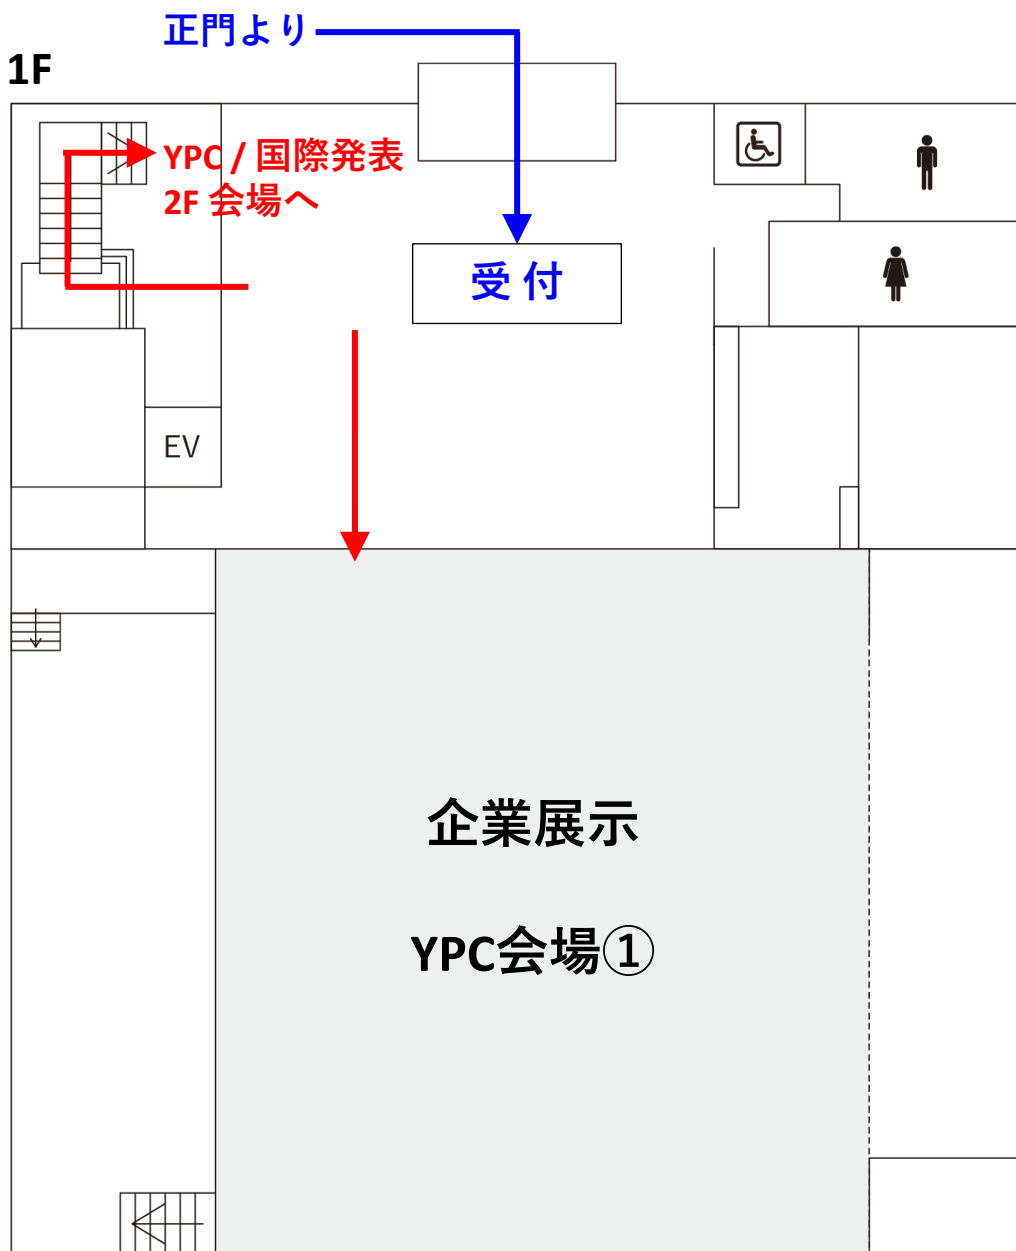 正門より
1F
YPC / 国際発表
2F 会場へ
受 付
EV
企業展示
YPC会場①